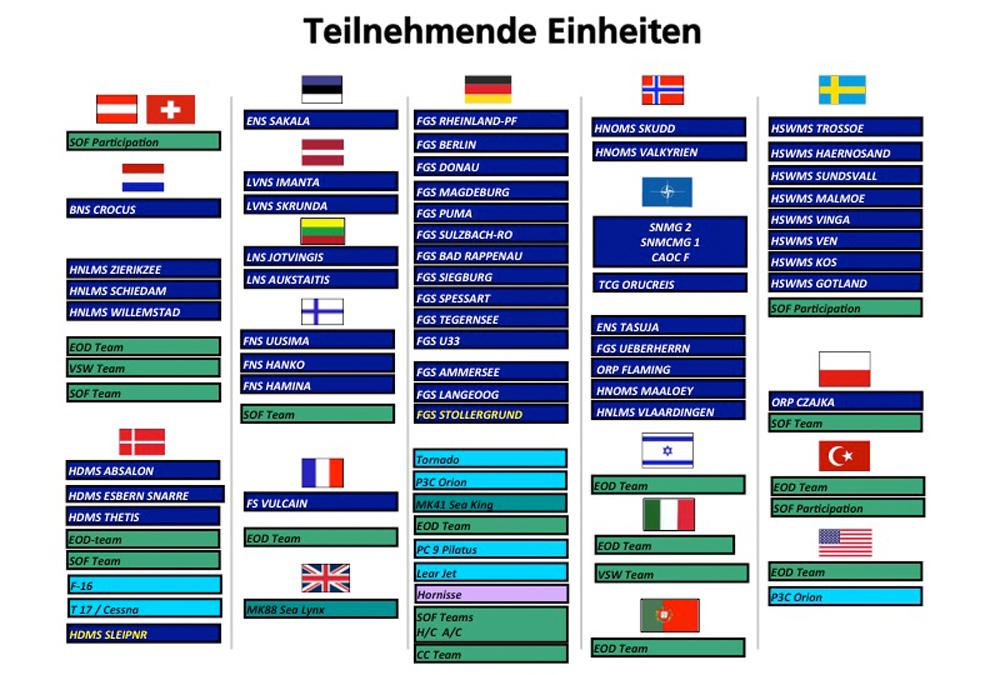 Teilnehmende Einheiten
SOF Participation
BNS CROCUS
HNLMS ZIERIKZEE
HNLMS SCHIEDAM
HNLMS WILLEMSTAD
EOD Team
VSW Team
SOF Team
HDMS ABSALON
HDMS ESBERN SNARRE
HDMS THETIS
EOD-team
SOF Team
F-16
T 17 / Cessna
HDMS SLEIPNR
ENS SAKALA
LVNS IMANTA
LVNS SKRUNDA
LNS JOTVINGIS
LNS AUKSTAITIS
FNS UUSIMA
FNS HANKO
FNS HAMINA
SOF Team
FS VULCAIN
EOD Team
MK88 Sea Lynx
FGS RHEINLAND-PF
FGS BERLIN
FGS DONAU
FGS MAGDEBURG
FGS PUMA
FGS SULZBACH-RO
FGS BAD RAPPENAU
FGS SIEGBURG
FGS SPESSART
FGS TEGERNSEE
FGS U33
FGS AMMERSEE
FGS LANGEOOG
FGS STOLLERGRUND
Tornado
P3C Orion
MK41 Sea King
EOD Team
PC 9 Pilatus
Lear Jet
Hornisse
SOF Teams
H/C A/C
CC Team
HNOMS SKUDD
HNOMS VALKYRIEN
SNMG 2
SNMCMG 1
CAOC F
TCG ORUCREIS
ENS TASUJA
FGS UEBERHERRN
ORP FLAMING
HNOMS MAALOEY
HNLMS VLAARDINGEN
EOD Team
EOD Team
VSW Team
EOD Team
HSWMS TROSSOE
HSWMS HAERNOSAND
HSWMS SUNDSVALL
HSWMS MALMOE
HSWMS VINGA
HSWMS VEN
HSWMS KOS
HSWMS GOTLAND
SOF Participation
ORP CZAJKA
SOF Team
EOD Team
SOF Participation
EOD Team
P3C Orion